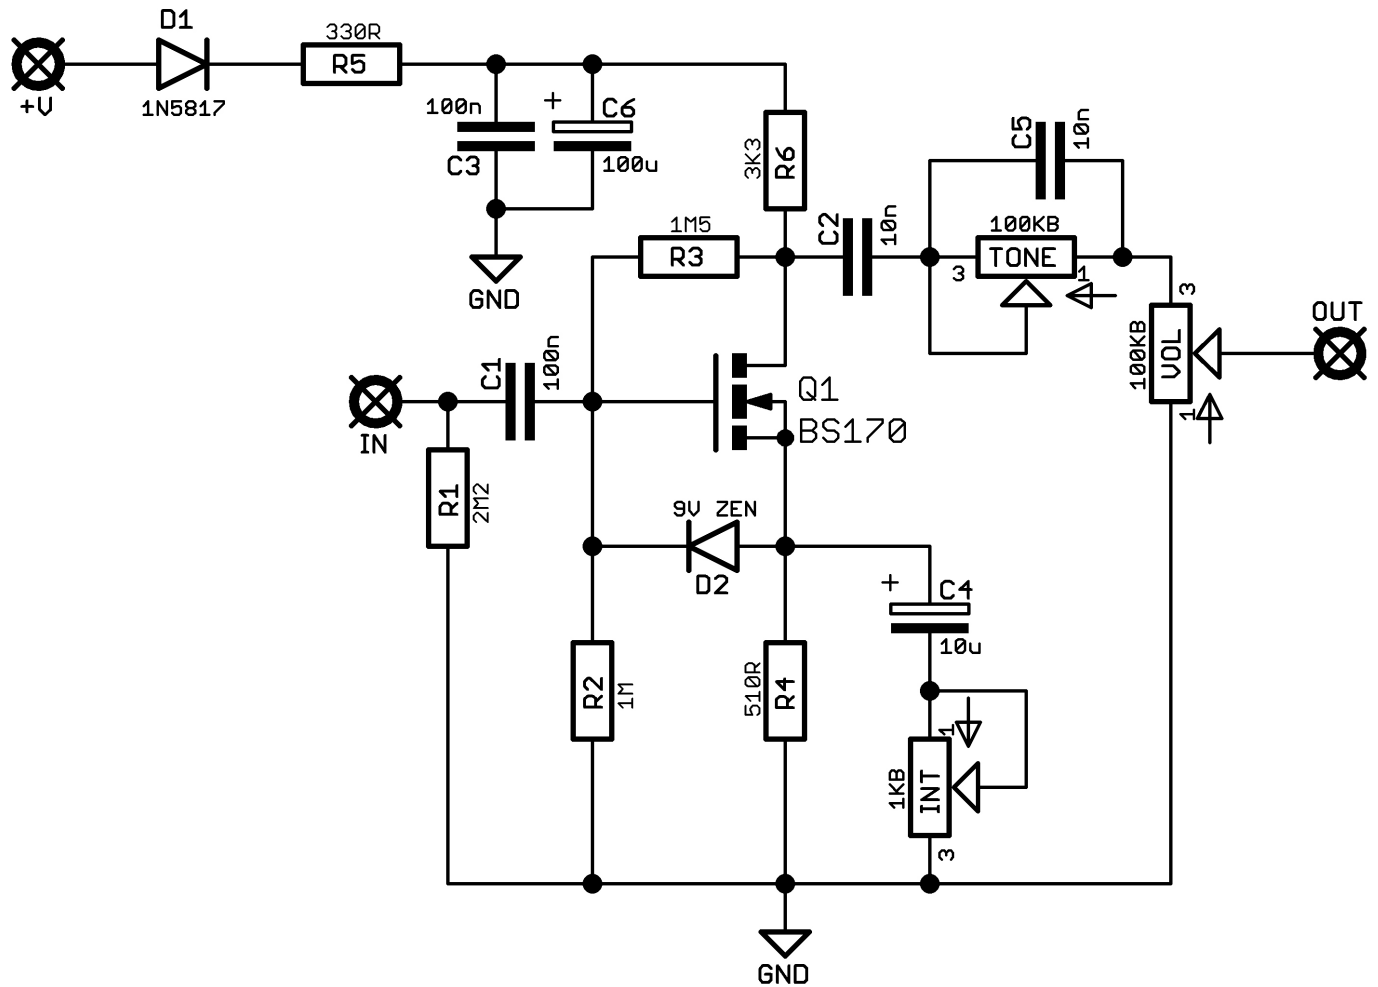 D1
330R
R5
+V
1N5817
100n
+
C6
C3
100u
GND
3K3
R6
C5
10n
1M5
R3
C2
10n
100KB
TONE
3
1
3
100KB
VOL
1
OUT
C1
100n
IN
Q1
BS170
R1
2M2
9V ZEN
D2
+
C4
10u
R2
1M
510R
R4
1
1KB
INT
3
GND